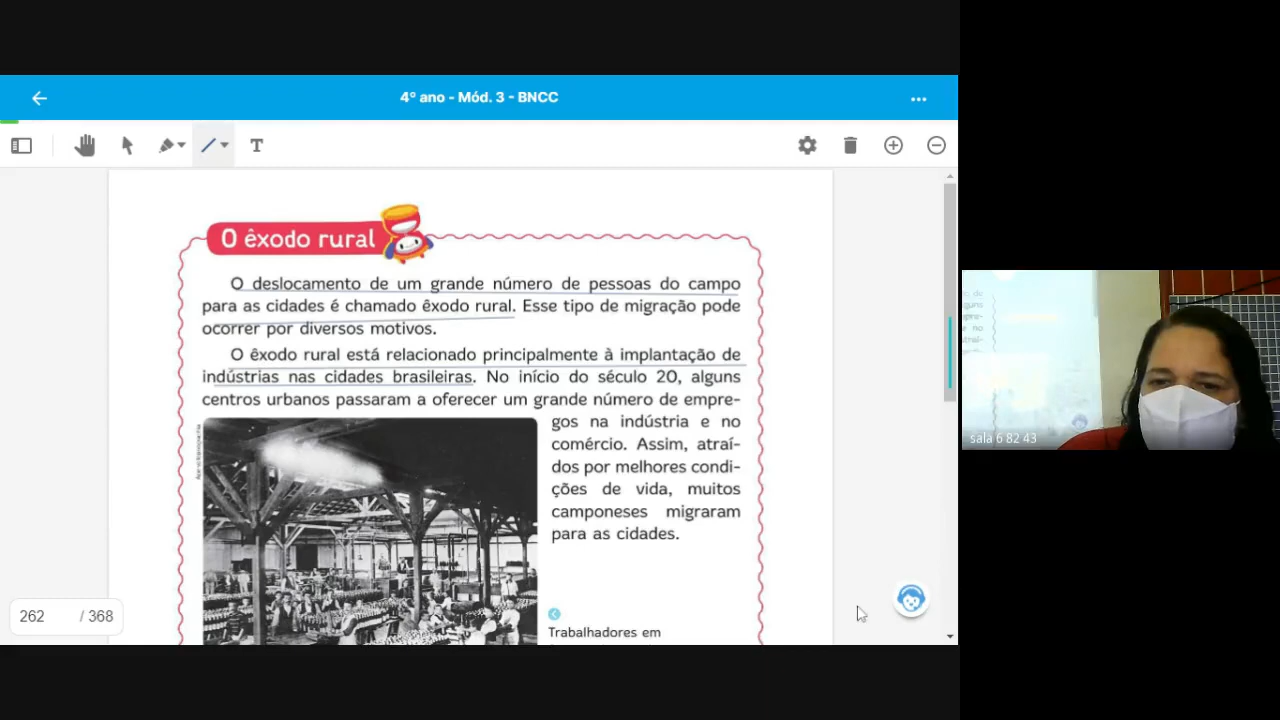 4º ano - Mód. 3 - BNCC
T
O êxodo rural
O deslocamento de um grande número de pessoas do campo
para as cidades é chamado êxodo rural. Esse tipo de migração pode
ocorrer por diversos motivos.
O êxodo rural está relacionado principalmente à implantação de
indústrias nas cidades brasileiras. No início do século 20, alguns
centros urbanos passaram a oferecer um grande número de empre-
gos na indústria e no
comércio. Assim, atraí-
dos por melhores condi-
ções de vida, muitos
camponeses migraram
para as cidades.
Trabalhadores em
262 / 368
sala 6 82 43